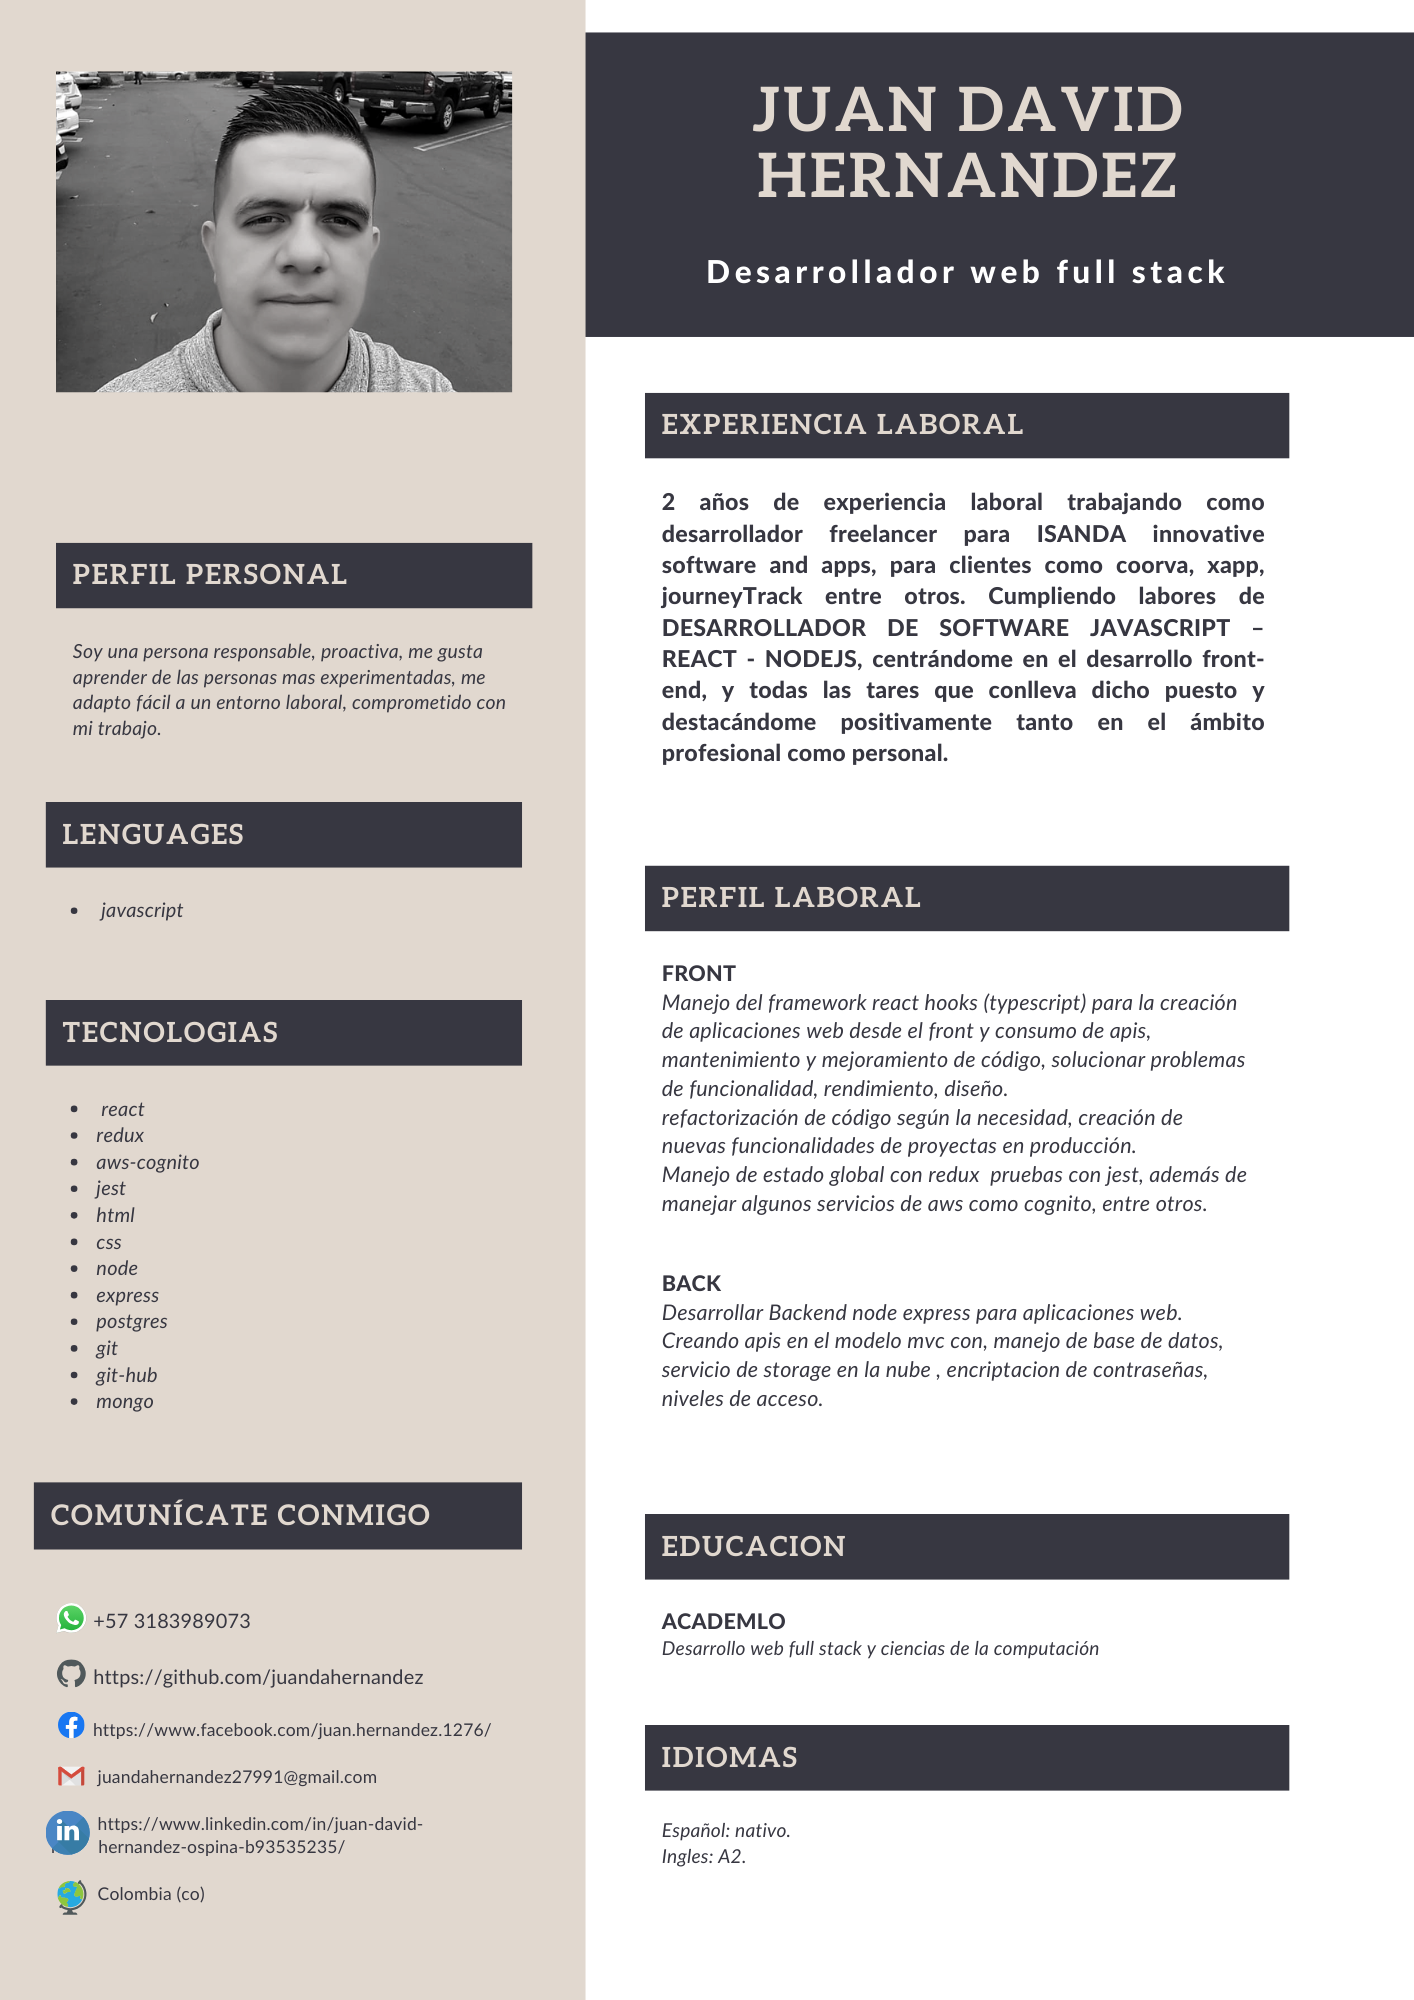 JUAN DAVID
HERNANDEZ
Desarrollador web full stack
PERFIL PERSONAL
Soy una persona responsable, proactiva, me gusta
aprender de las personas mas experimentadas, me
adapto fácil a un entorno laboral, comprometido con
mi trabajo.
LENGUAGES
• javascript
TECNOLOGIAS
• react
• redux
• aws-cognito
• jest
• html
• css
• node
• express
• postgres
• git
• git-hub
• mongo
COMUNÍCATE CONMIGO
+57 3183989073
https://github.com/juandahernandez
https://www.facebook.com/juan.hernandez.1276/
juandahernandez27991@gmail.com
in https://www.linkedin.com/in/juan-david-
hernandez-ospina-b93535235/
Colombia (co)
EXPERIENCIA LABORAL
2 años de experiencia laboral trabajando como
desarrollador freelancer para ISANDA innovative
software and apps, para clientes como coorva, xapp,
journeyTrack entre otros. Cumpliendo labores de
DESARROLLADOR DE SOFTWARE JAVASCRIPT –
REACT - NODEJS, centrándome en el desarrollo front-
end, y todas las tares que conlleva dicho puesto y
destacándome positivamente tanto en el ámbito
profesional como personal.
PERFIL LABORAL
FRONT
Manejo del framework react hooks (typescript) para la creación
de aplicaciones web desde el front y consumo de apis,
mantenimiento y mejoramiento de código, solucionar problemas
de funcionalidad, rendimiento, diseño.
refactorización de código según la necesidad, creación de
nuevas funcionalidades de proyectas en producción.
Manejo de estado global con redux  pruebas con jest, además de
manejar algunos servicios de aws como cognito, entre otros.
BACK
Desarrollar Backend node express para aplicaciones web.
Creando apis en el modelo mvc con, manejo de base de datos,
servicio de storage en la nube , encriptacion de contraseñas,
niveles de acceso.
EDUCACION
ACADEMLO
Desarrollo web full stack y ciencias de la computación
IDIOMAS
Español: nativo.
Ingles: A2.